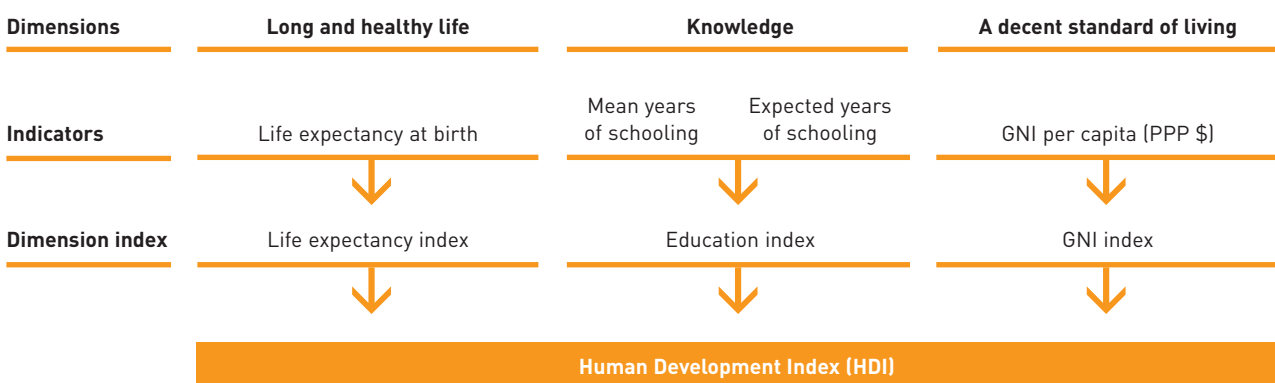 Dimensions Long and healthy life Knowledge A decent standard of living
Mean years Expected years
Indicators Life expectancy at birth of schooling of schooling GNI per capita (PPP $)
Dimension index Life expectancy index Education index GNI index
Human Development Index (HDI)